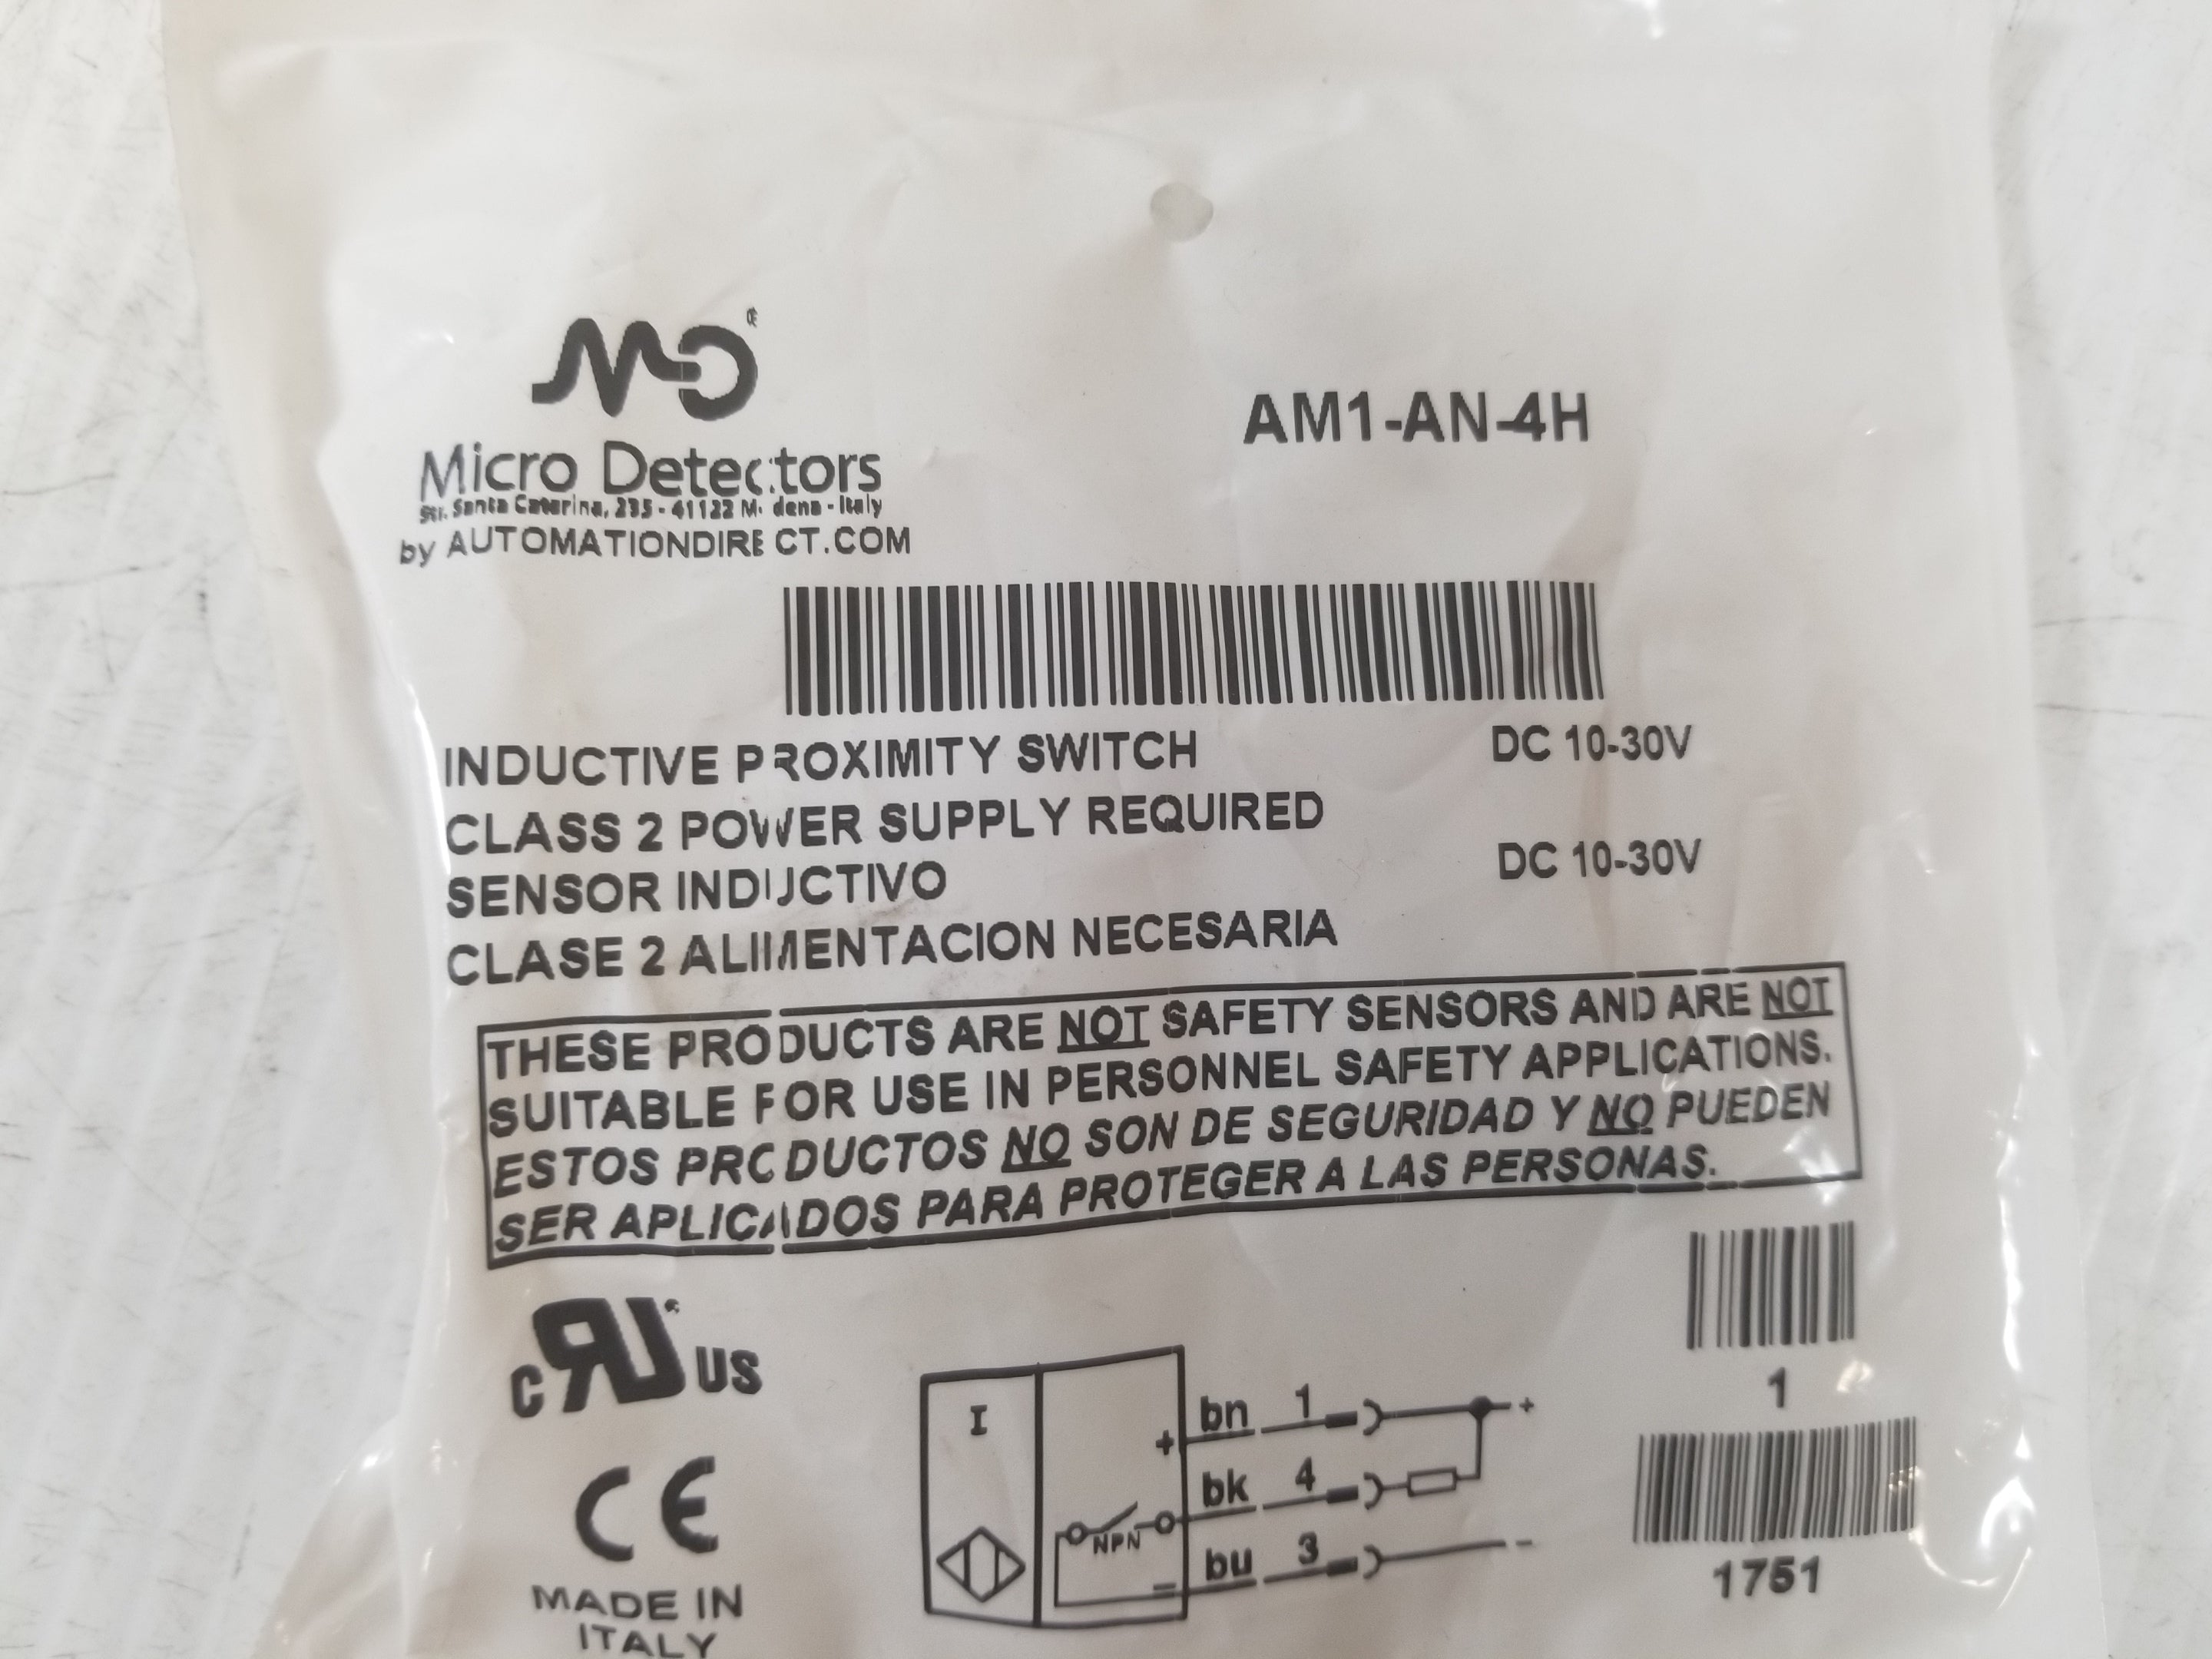 MD®
AM1-AN-4H
Micro Detectors
Str. Santa Caterina, 235 - 41122 Modena - Italy
by AUTOMATIONDIRECT.COM
INDUCTIVE PROXIMITY SWITCH DC 10-30V
CLASS 2 POWER SUPPLY REQUIRED
SENSOR INDUCTIVO DC 10-30V
CLASE 2 ALIMENTACION NECESARIA
THESE PRODUCTS ARE NOT SAFETY SENSORS AND ARE NOT
SUITABLE FOR USE IN PERSONNEL SAFETY APPLICATIONS.
ESTOS PRODUCTOS NO SON DE SEGURIDAD Y NO PUEDEN
SER APLICADOS PARA PROTEGER A LAS PERSONAS.
c RU® US
CE
MADE IN
ITALY
I
+ bn 1 +
NPN bk 4
- bu 3 -
1
1751